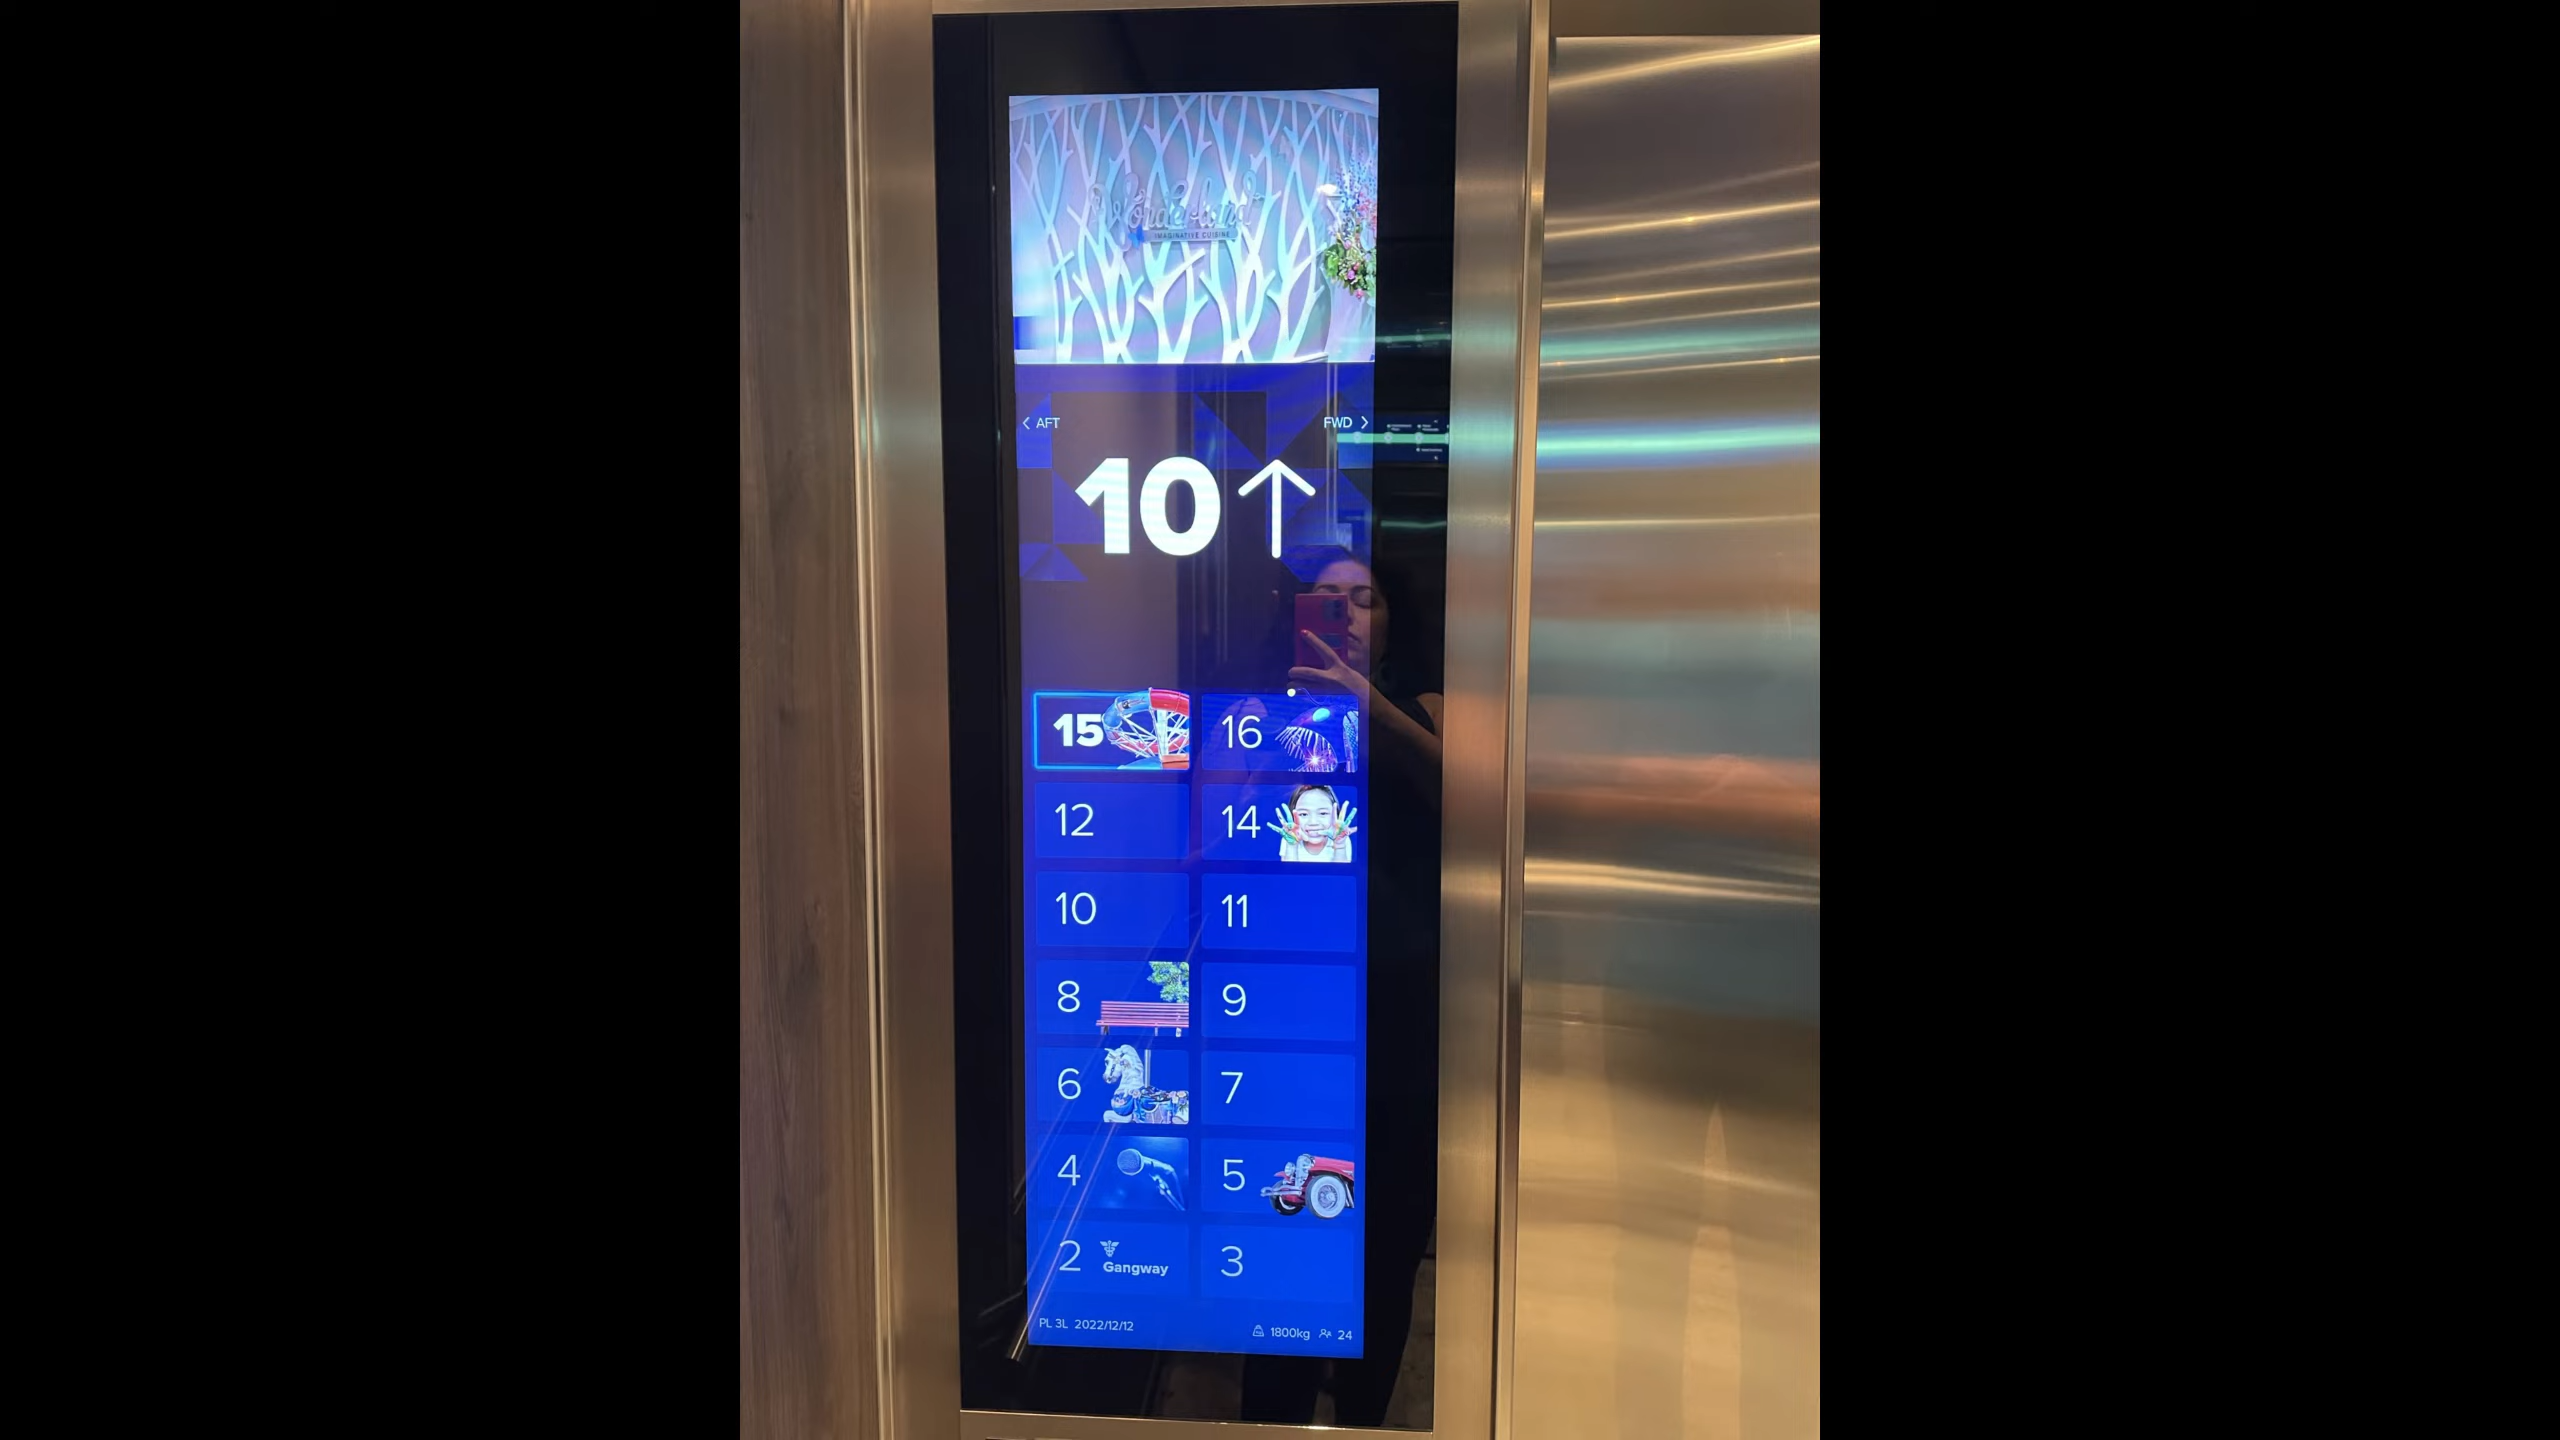 Wonderland
IMAGINATIVE CUISINE
< AFT FWD >
10↑
15 16
12 14
10 11
8 9
6 7
4 5
2 Gangway 3
PL 3L 2022/12/12 1800kg 24